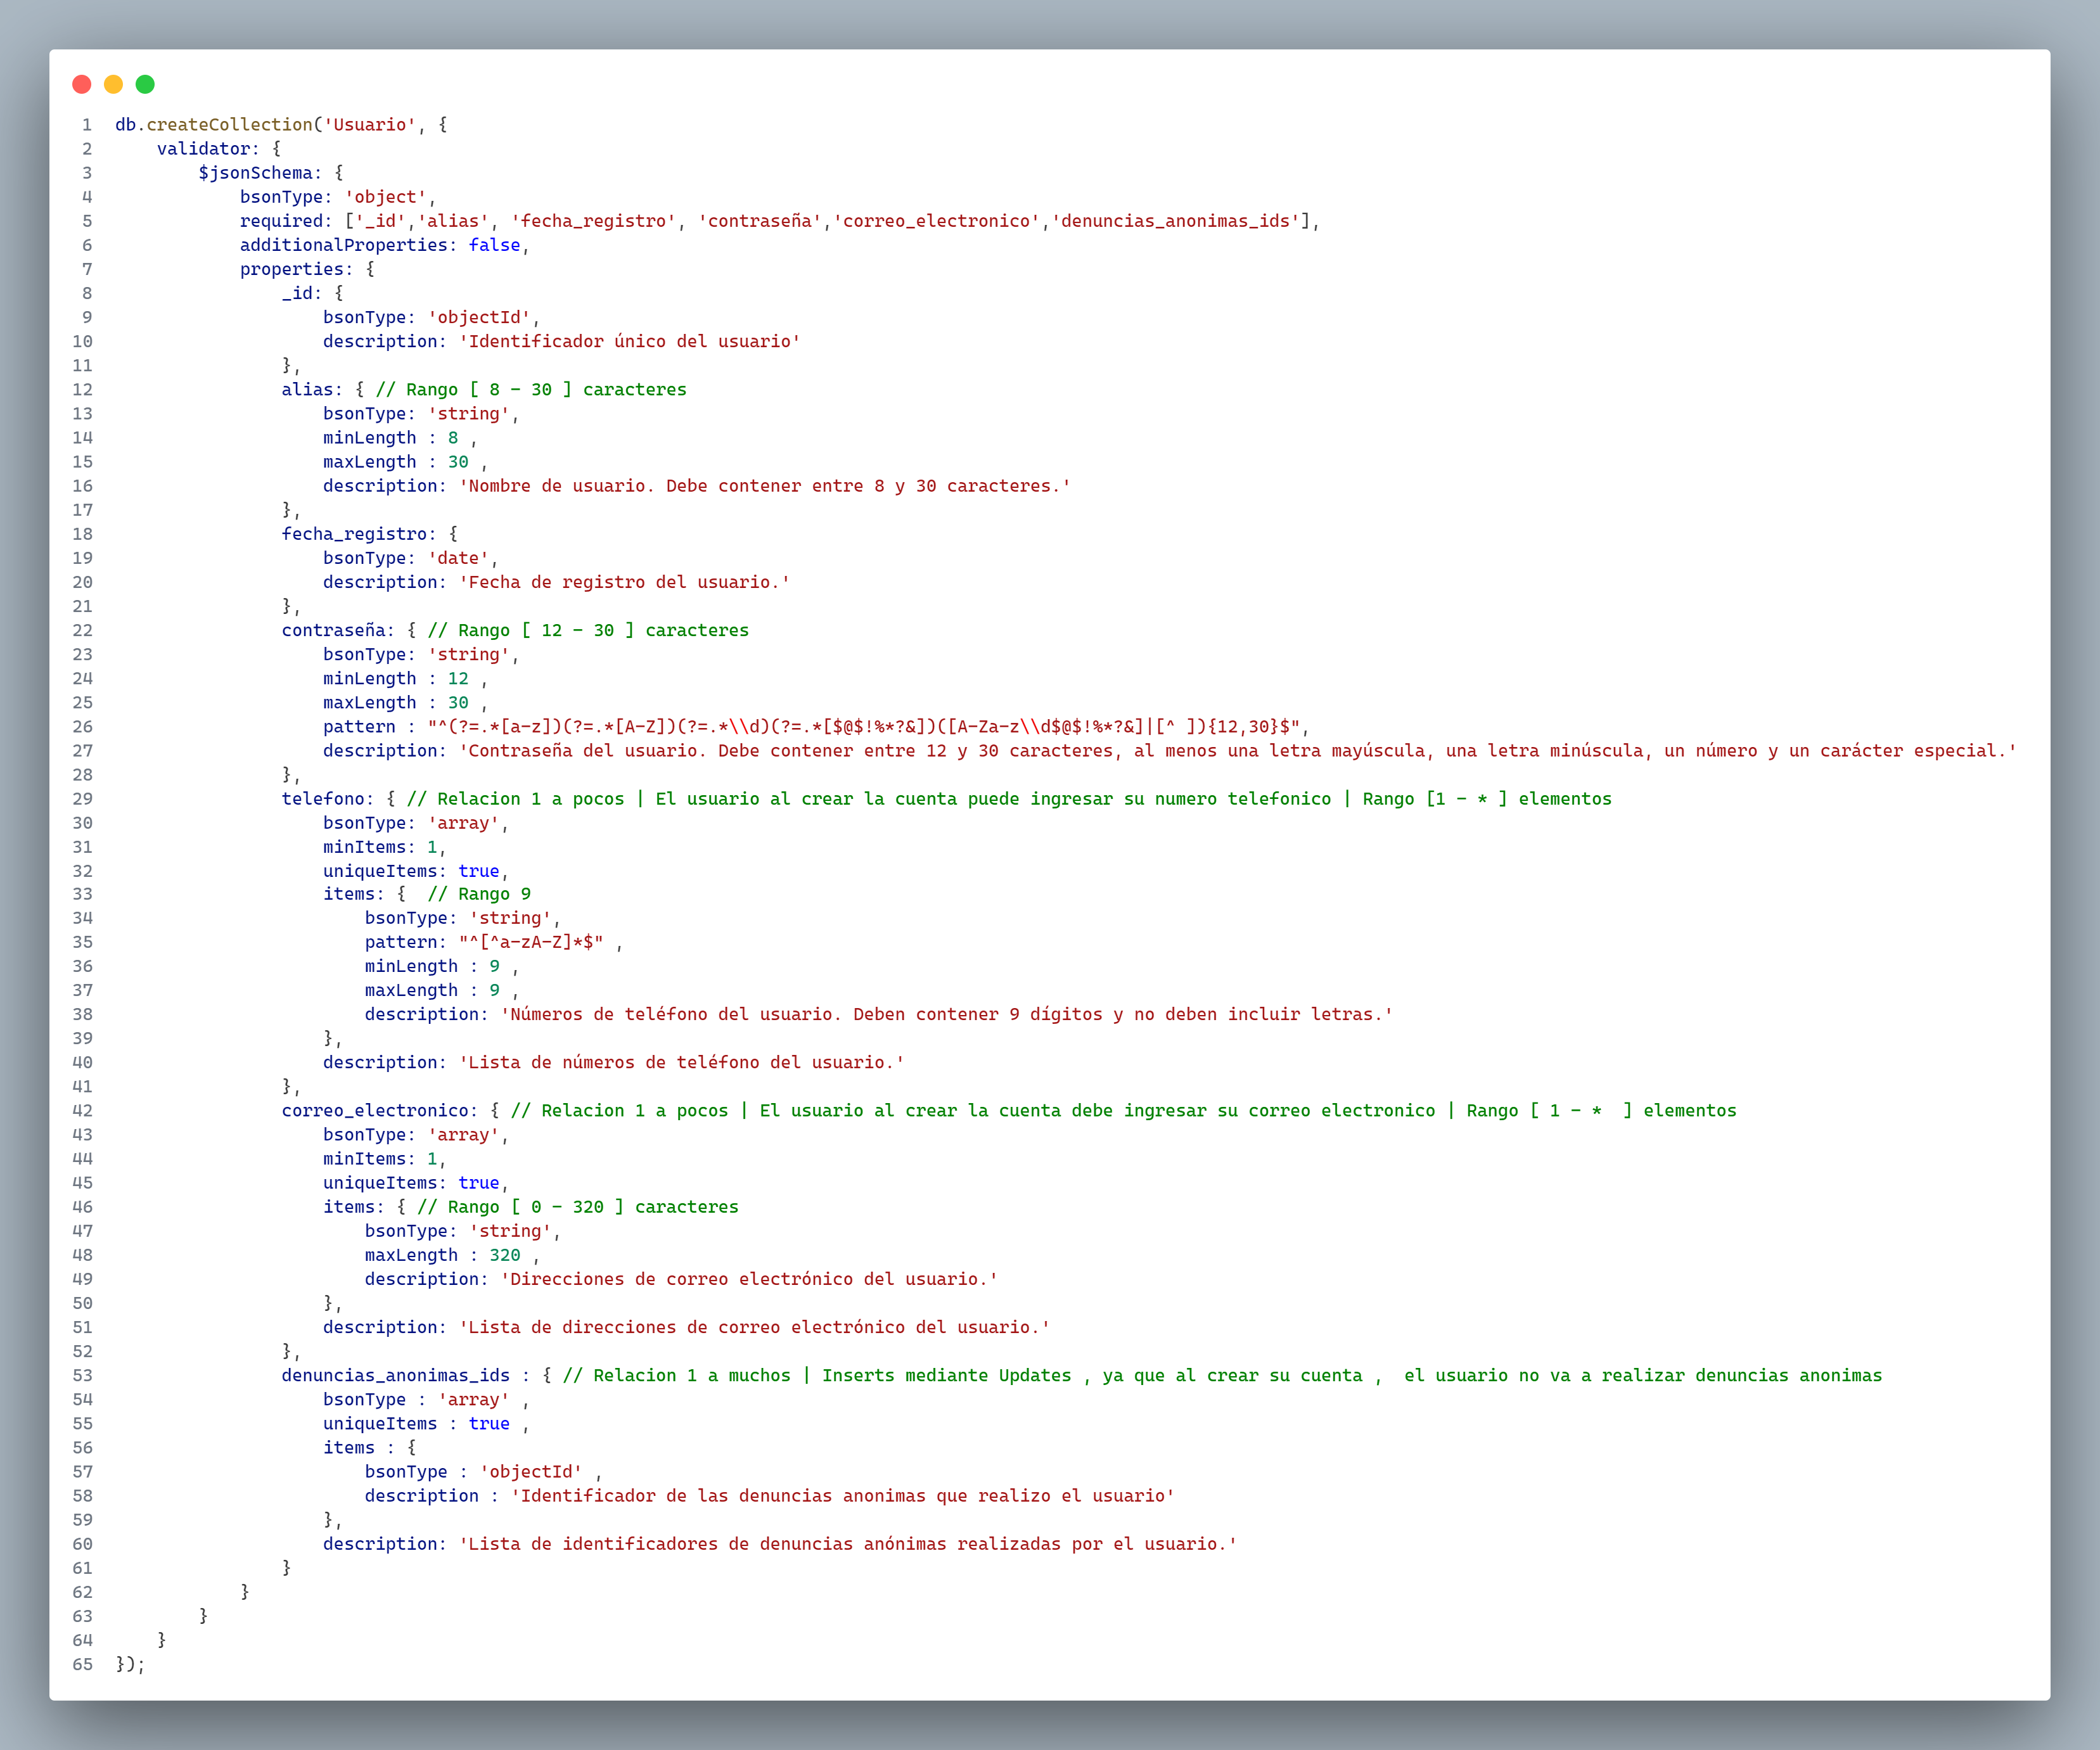 1 db.createCollection('Usuario', {
2     validator: {
3         $jsonSchema: {
4             bsonType: 'object',
5             required: ['_id','alias', 'fecha_registro', 'contraseña','correo_electronico','denuncias_anonimas_ids'],
6             additionalProperties: false,
7             properties: {
8                 _id: {
9                     bsonType: 'objectId',
10                     description: 'Identificador único del usuario'
11                 },
12                 alias: { // Rango [ 8 - 30 ] caracteres
13                     bsonType: 'string',
14                     minLength : 8 ,
15                     maxLength : 30 ,
16                     description: 'Nombre de usuario. Debe contener entre 8 y 30 caracteres.'
17                 },
18                 fecha_registro: {
19                     bsonType: 'date',
20                     description: 'Fecha de registro del usuario.'
21                 },
22                 contraseña: { // Rango [ 12 - 30 ] caracteres
23                     bsonType: 'string',
24                     minLength : 12 ,
25                     maxLength : 30 ,
26                     pattern : "^(?=.*[a-z])(?=.*[A-Z])(?=.*\\d)(?=.*[$@$!%*?&])([A-Za-z\\d$@$!%*?&]|[^ ]){12,30}$",
27                     description: 'Contraseña del usuario. Debe contener entre 12 y 30 caracteres, al menos una letra mayúscula, una letra minúscula, un número y un carácter especial.'
28                 },
29                 telefono: { // Relacion 1 a pocos | El usuario al crear la cuenta puede ingresar su numero telefonico | Rango [1 - * ] elementos
30                     bsonType: 'array',
31                     minItems: 1,
32                     uniqueItems: true,
33                     items: {  // Rango 9
34                         bsonType: 'string',
35                         pattern: "^[^a-zA-Z]*$" ,
36                         minLength : 9 ,
37                         maxLength : 9 ,
38                         description: 'Números de teléfono del usuario. Deben contener 9 dígitos y no deben incluir letras.'
39                     },
40                     description: 'Lista de números de teléfono del usuario.'
41                 },
42                 correo_electronico: { // Relacion 1 a pocos | El usuario al crear la cuenta debe ingresar su correo electronico | Rango [ 1 - *  ] elementos
43                     bsonType: 'array',
44                     minItems: 1,
45                     uniqueItems: true,
46                     items: { // Rango [ 0 - 320 ] caracteres
47                         bsonType: 'string',
48                         maxLength : 320 ,
49                         description: 'Direcciones de correo electrónico del usuario.'
50                     },
51                     description: 'Lista de direcciones de correo electrónico del usuario.'
52                 },
53                 denuncias_anonimas_ids : { // Relacion 1 a muchos | Inserts mediante Updates , ya que al crear su cuenta ,  el usuario no va a realizar denuncias anonimas
54                     bsonType : 'array' ,
55                     uniqueItems : true ,
56                     items : {
57                         bsonType : 'objectId' ,
58                         description : 'Identificador de las denuncias anonimas que realizo el usuario'
59                     },
60                     description: 'Lista de identificadores de denuncias anónimas realizadas por el usuario.'
61                 }
62             }
63         }
64     }
65 });